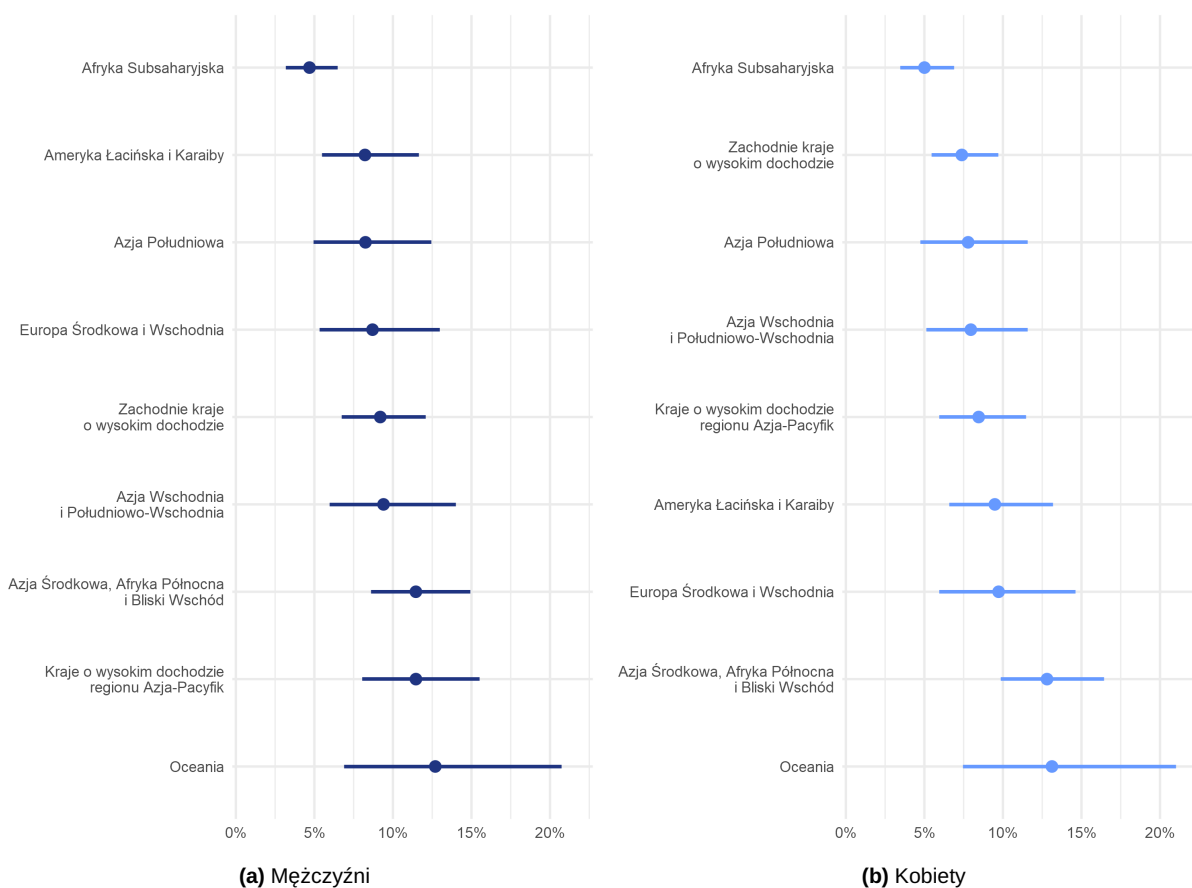 Afryka Subsaharyjska
Ameryka Łacińska i Karaiby
Azja Południowa
Europa Środkowa i Wschodnia
Zachodnie kraje
o wysokim dochodzie
Azja Wschodnia
i Południowo-Wschodnia
Azja Środkowa, Afryka Północna
i Bliski Wschód
Kraje o wysokim dochodzie
regionu Azja-Pacyfik
Oceania
0% 5% 10% 15% 20%
(a) Mężczyźni
Afryka Subsaharyjska
Zachodnie kraje
o wysokim dochodzie
Azja Południowa
Azja Wschodnia
i Południowo-Wschodnia
Kraje o wysokim dochodzie
regionu Azja-Pacyfik
Ameryka Łacińska i Karaiby
Europa Środkowa i Wschodnia
Azja Środkowa, Afryka Północna
i Bliski Wschód
Oceania
0% 5% 10% 15% 20%
(b) Kobiety